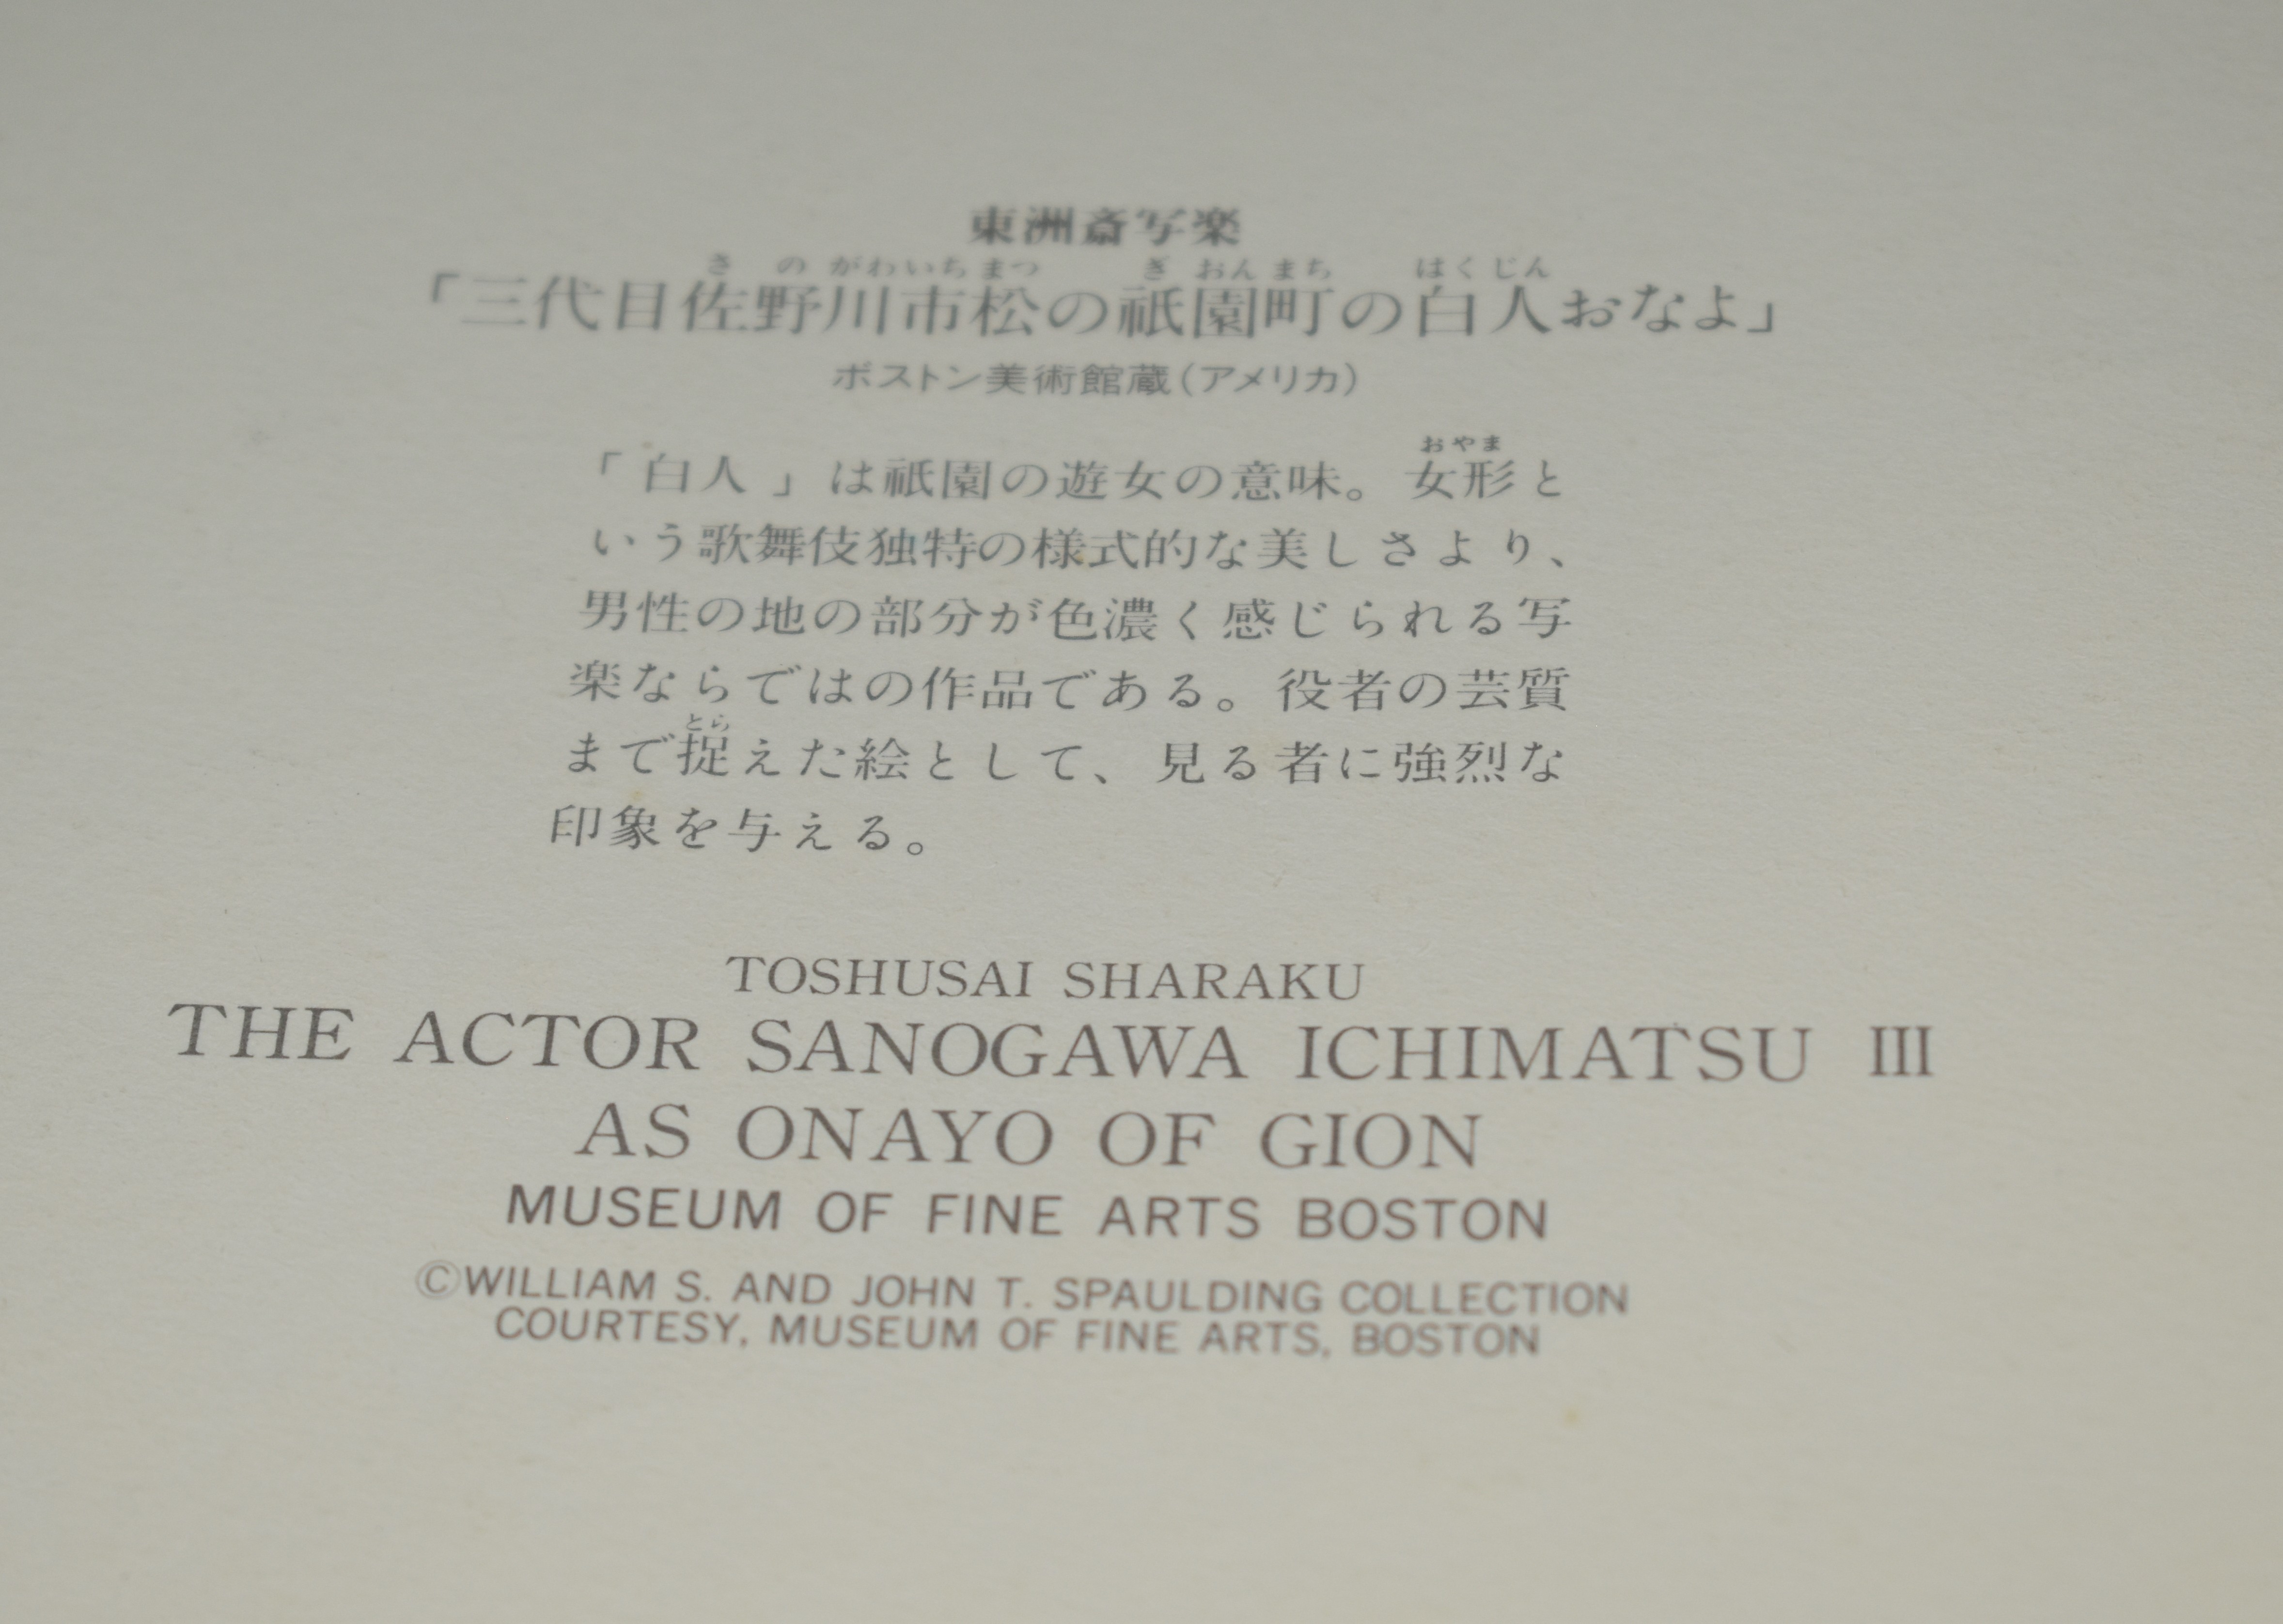 東洲斎写楽
さのがわいちまつ ぎおんまち はくじん
「三代目佐野川市松の祇園町の白人おなよ」
ボストン美術館蔵(アメリカ)
おやま
「白人」は祇園の遊女の意味。女形と
いう歌舞伎独特の様式的な美しさより、
男性の地の部分が色濃く感じられる写
楽ならではの作品である。役者の芸質
とら
まで捉えた絵として、見る者に強烈な
印象を与える。
TOSHUSAI SHARAKU
THE ACTOR SANOGAWA ICHIMATSU III
AS ONAYO OF GION
MUSEUM OF FINE ARTS BOSTON
©WILLIAM S. AND JOHN T. SPAULDING COLLECTION
COURTESY, MUSEUM OF FINE ARTS, BOSTON